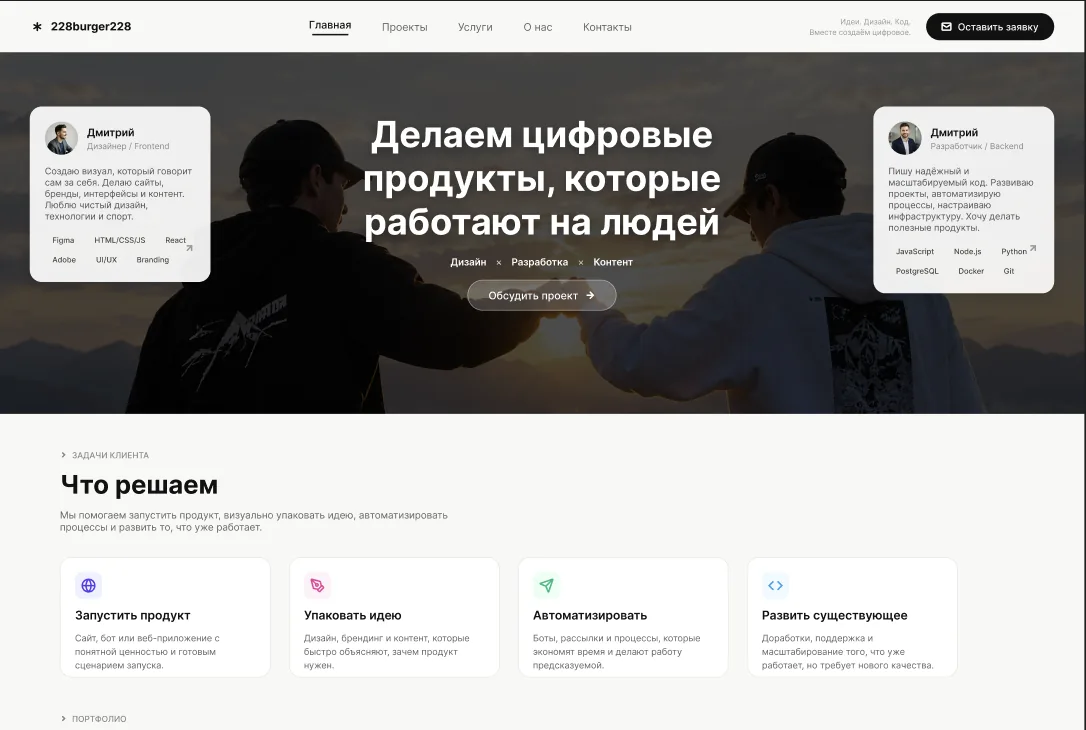 228burger228
Главная
Проекты
Услуги
О нас
Контакты
Идеи. Дизайн. Код.
Вместе создаём цифровое.
Оставить заявку
Дмитрий
Дизайнер / Frontend
Создаю визуал, который говорит
сам за себя. Делаю сайты,
бренды, интерфейсы и контент.
Люблю чистый дизайн,
технологии и спорт.
Figma HTML/CSS/JS React
Adobe UI/UX Branding
Делаем цифровые
продукты, которые
работают на людей
Дизайн × Разработка × Контент
Обсудить проект →
Дмитрий
Разработчик / Backend
Пишу надёжный и
масштабируемый код. Развиваю
проекты, автоматизирую
процессы, настраиваю
инфраструктуру. Хочу делать
полезные продукты.
JavaScript Node.js Python
PostgreSQL Docker Git
ЗАДАЧИ КЛИЕНТА
Что решаем
Мы помогаем запустить продукт, визуально упаковать идею, автоматизировать
процессы и развить то, что уже работает.
Запустить продукт
Сайт, бот или веб-приложение с
понятной ценностью и готовым
сценарием запуска.
Упаковать идею
Дизайн, брендинг и контент, которые
быстро объясняют, зачем продукт
нужен.
Автоматизировать
Боты, рассылки и процессы, которые
экономят время и делают работу
предсказуемой.
Развить существующее
Доработки, поддержка и
масштабирование того, что уже
работает, но требует нового качества.
ПОРТФОЛИО